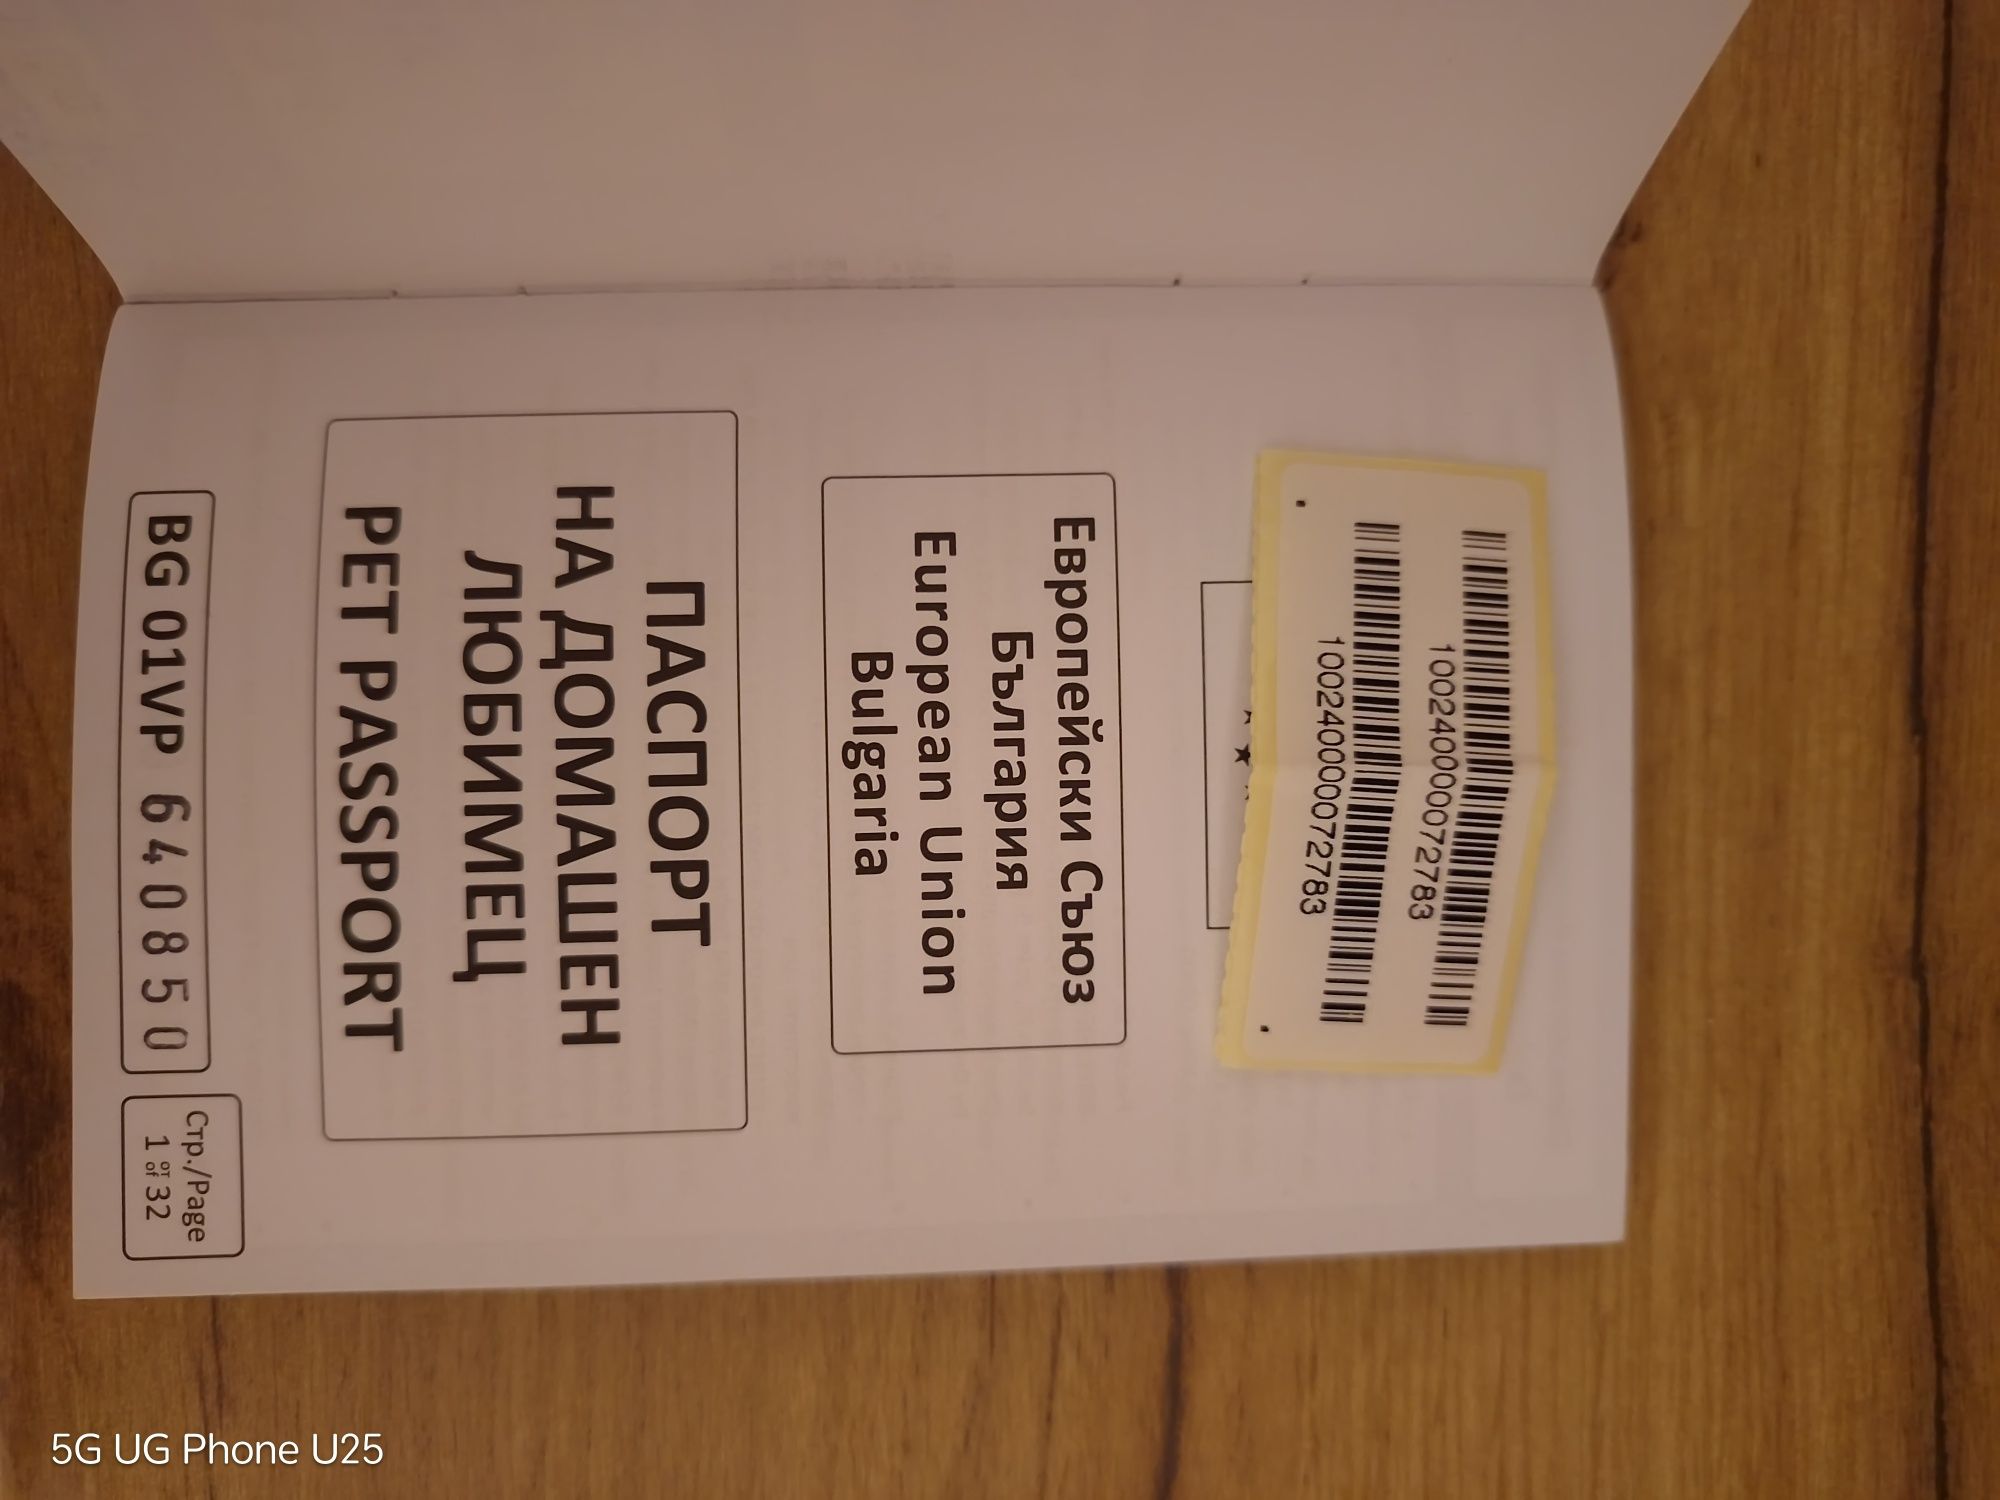 100240000072783
100240000072783
Европейски Съюз
България
European Union
Bulgaria
ПАСПОРТ
НА ДОМАШЕН
ЛЮБИМЕЦ
PET PASSPORT
BG 01VP 640850
Стр./Page
1 от of 32
5G UG Phone U25